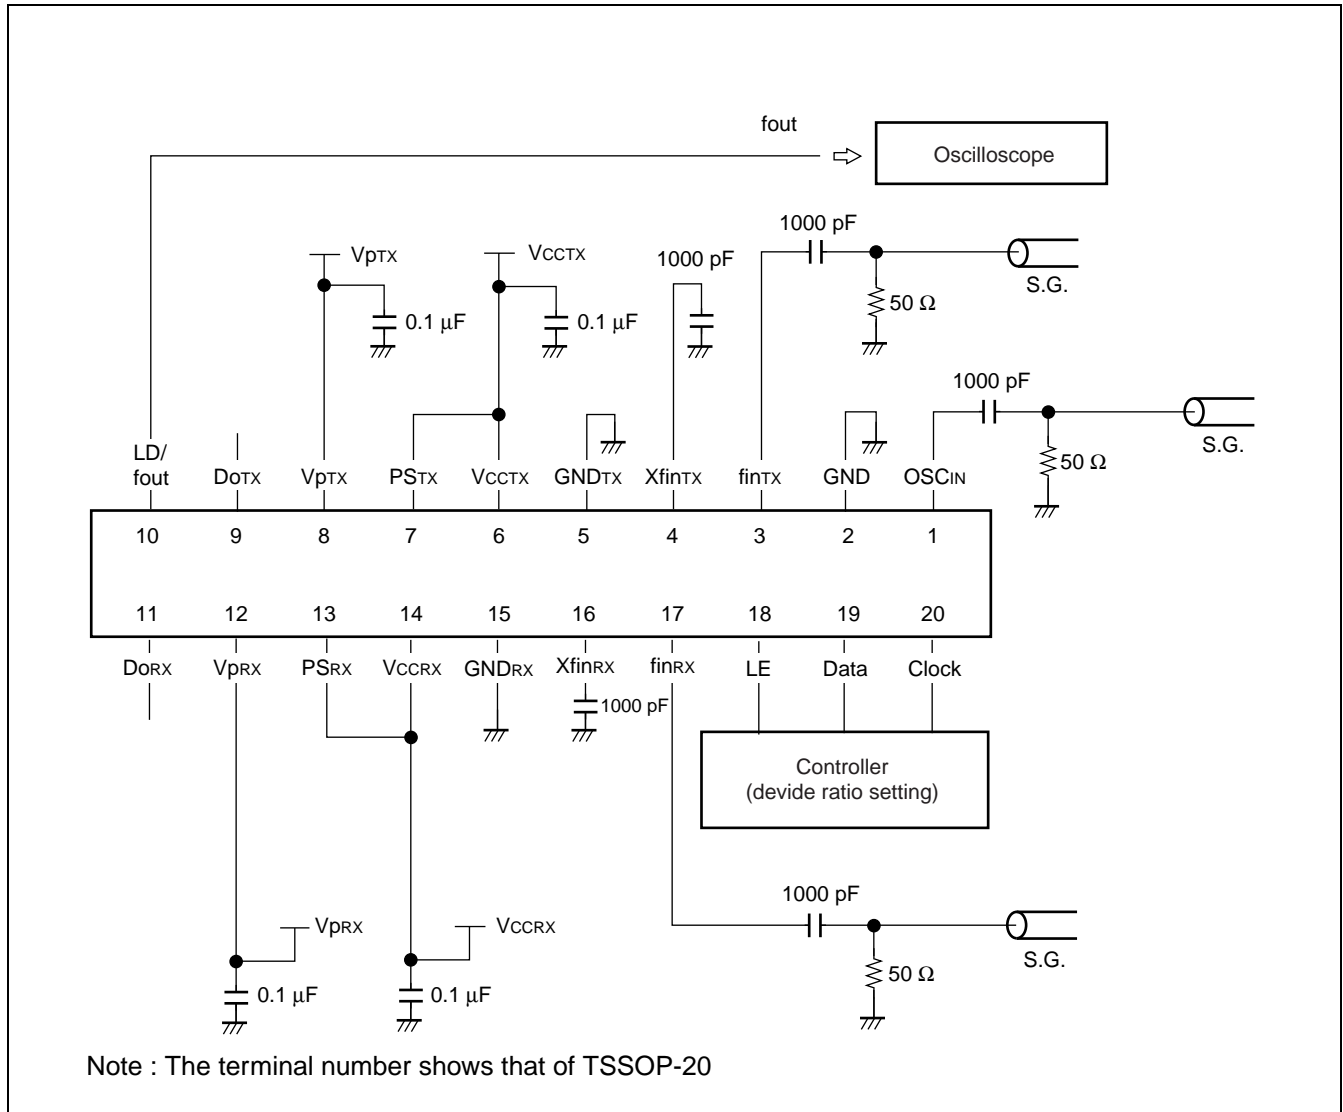 fout
Oscilloscope
1000 pF
S.G.
50 Ω
VpTX
0.1 μF
VCCTX
0.1 μF
1000 pF
1000 pF
S.G.
50 Ω
LD/
fout
DoTX
VpTX
PSTX
VCCTX
GNDTX
XfinTX
finTX
GND
OSCIN
10 9 8 7 6 5 4 3 2 1
11 12 13 14 15 16 17 18 19 20
DoRX
VpRX
PSRX
VCCRX
GNDRX
XfinRX
finRX
LE
Data
Clock
1000 pF
Controller
(devide ratio setting)
1000 pF
S.G.
50 Ω
VpRX
0.1 μF
VCCRX
0.1 μF
Note : The terminal number shows that of TSSOP-20